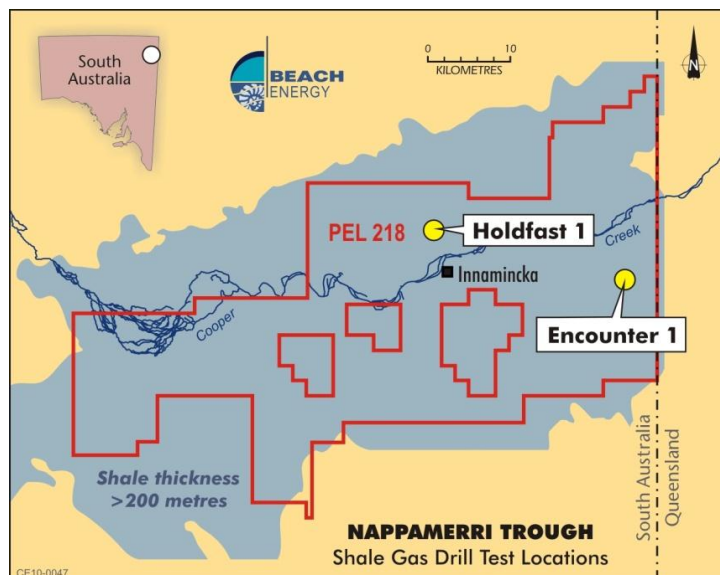 South
Australia
BEACH
ENERGY
0 10
KILOMETRES
N
PEL 218
Holdfast 1
Creek
Innamincka
Cooper
Encounter 1
Shale thickness
>200 metres
South Australia
Queensland
NAPPAMERRI TROUGH
Shale Gas Drill Test Locations
CE10-0047